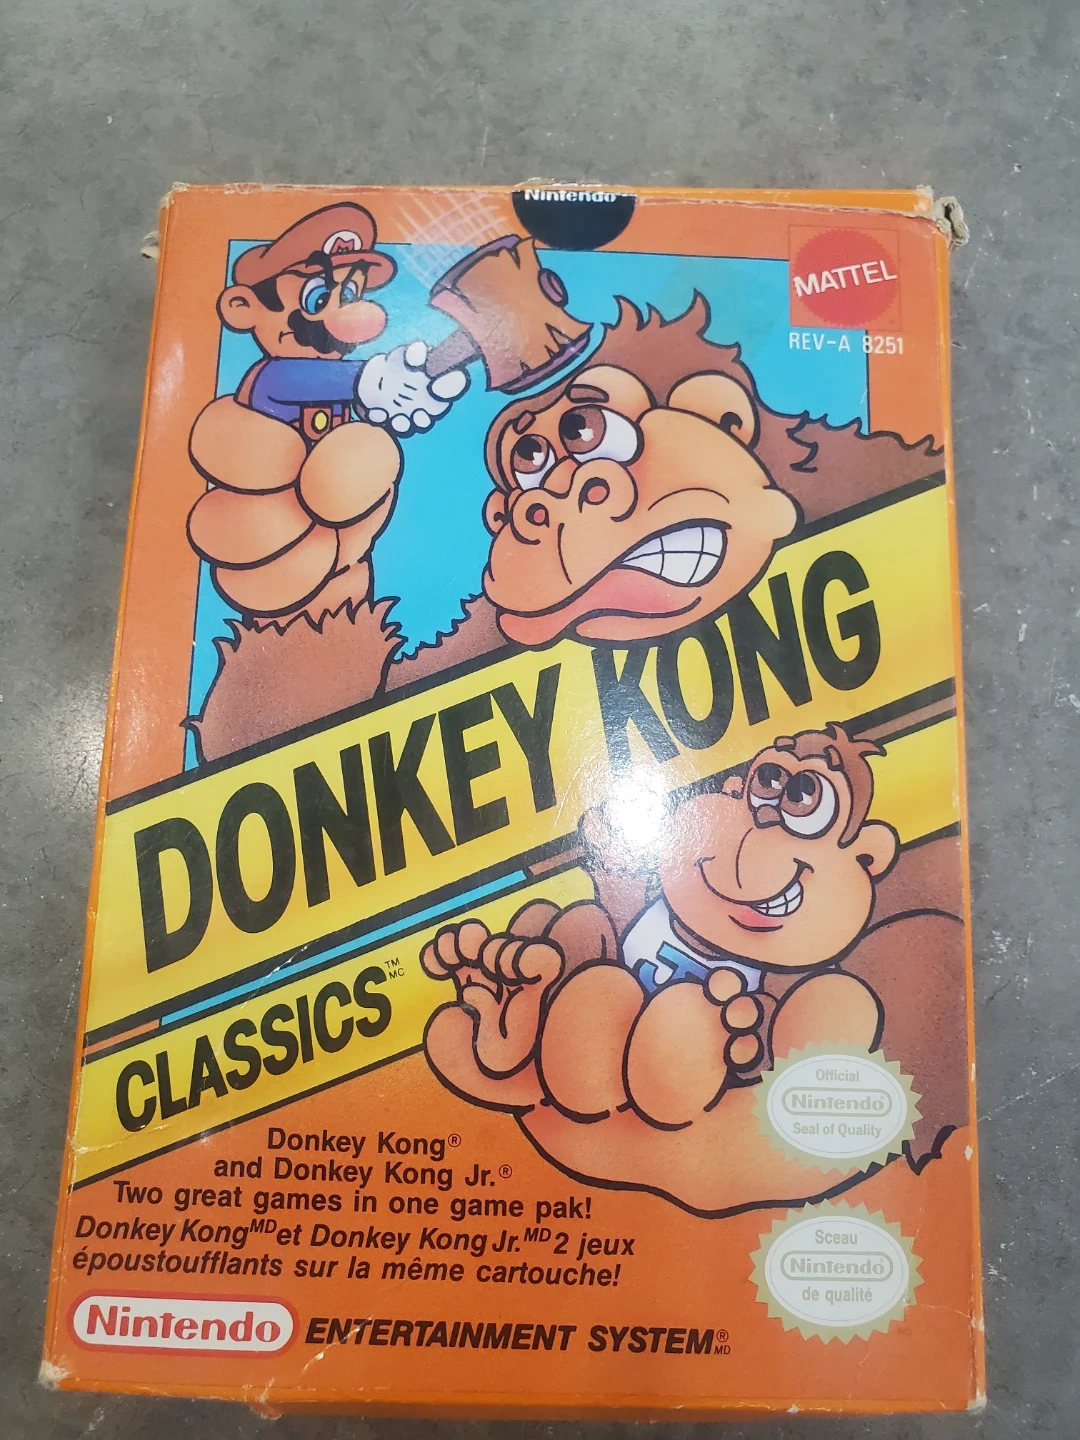 Nintendo
M
MATTEL
REV-A 8251
DONKEY KONG
CLASSICS™ MC
J
Donkey Kong®
and Donkey Kong Jr.®
Two great games in one game pak!
Donkey Kong MD et Donkey Kong Jr. MD 2 jeux
époustoufflants sur la même cartouche!
Official
Nintendo
Seal of Quality
Sceau
Nintendo
de qualité
Nintendo ENTERTAINMENT SYSTEM® MD